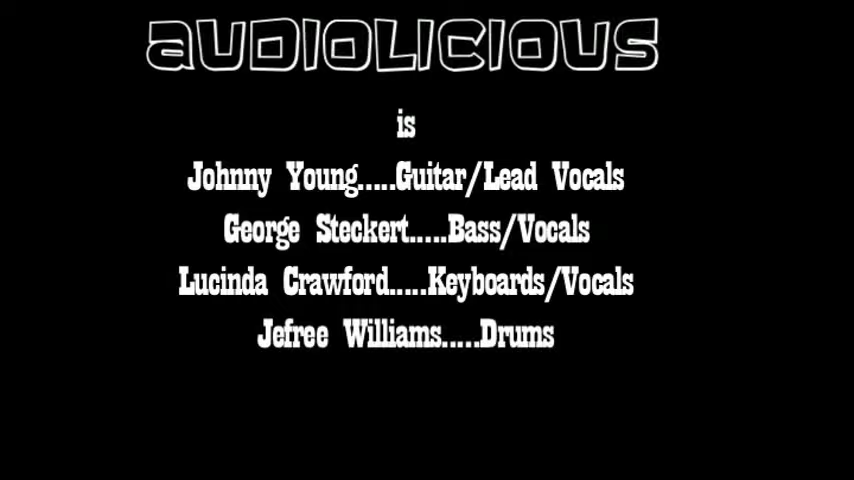 AUDIOLICIOUS
is
Johnny Young.....Guitar/Lead Vocals
George Steckert.....Bass/Vocals
Lucinda Crawford.....Keyboards/Vocals
Jefree Williams.....Drums